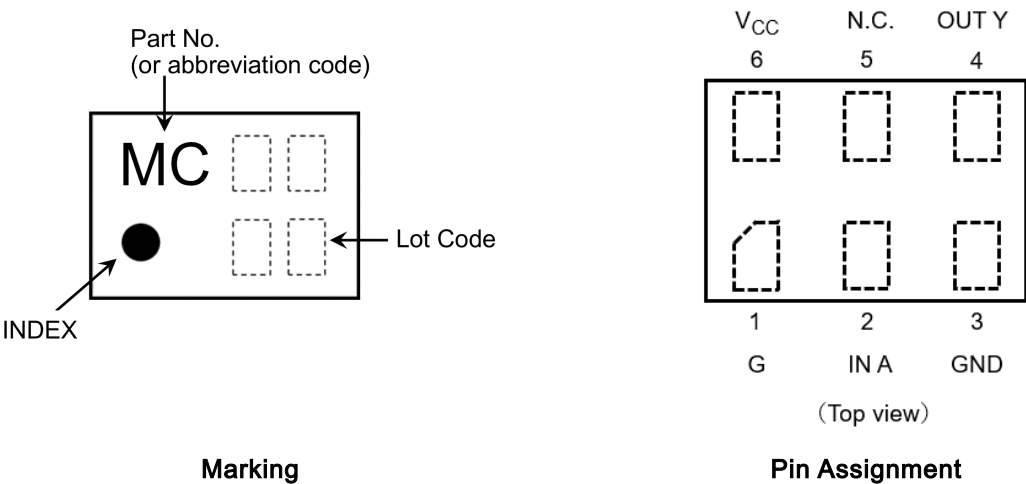 Part No.
(or abbreviation code)
MC
Lot Code
INDEX
Marking
VCC N.C. OUT Y
6 5 4
1 2 3
G IN A GND
(Top view)
Pin Assignment